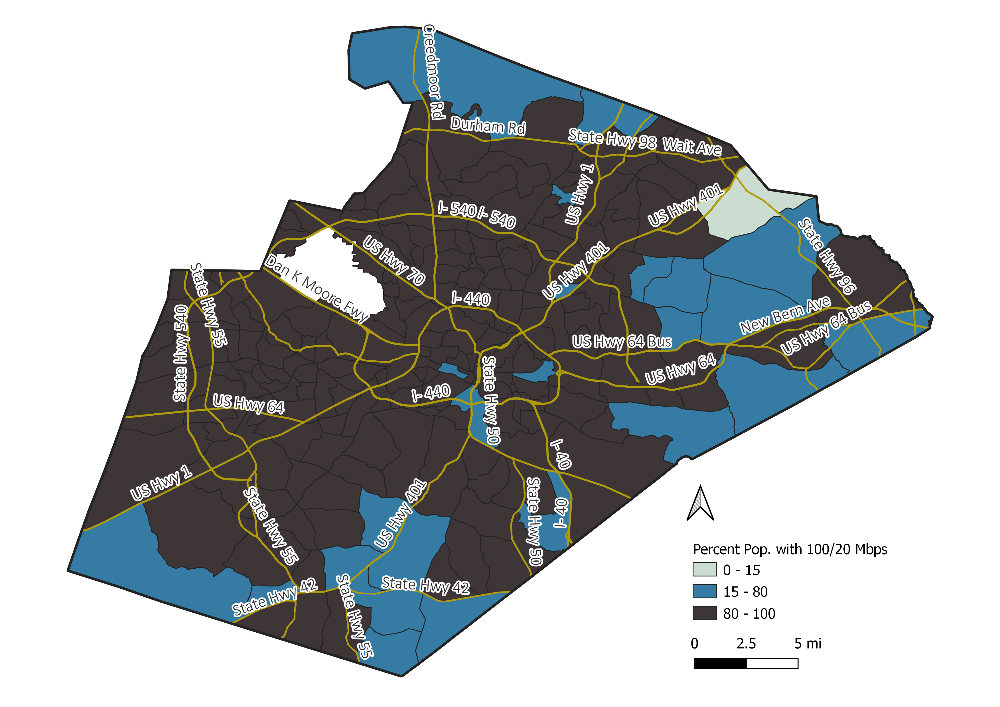 Creedmoor Rd
Durham Rd
State Hwy 98
Wait Ave
US Hwy 1
US Hwy 401
I- 540
I- 540
State Hwy 96
US Hwy 70
US Hwy 401
Dan K Moore Fwy
State Hwy 55
I- 440
State Hwy 540
New Bern Ave
US Hwy 64 Bus
US Hwy 64 Bus
US Hwy 64
State Hwy 50
I- 440
US Hwy 64
I- 40
US Hwy 1
State Hwy 55
US Hwy 401
State Hwy 50
I- 40
State Hwy 42
State Hwy 42
State Hwy 55
Percent Pop. with 100/20 Mbps
0 - 15
15 - 80
80 - 100
0 2.5 5 mi